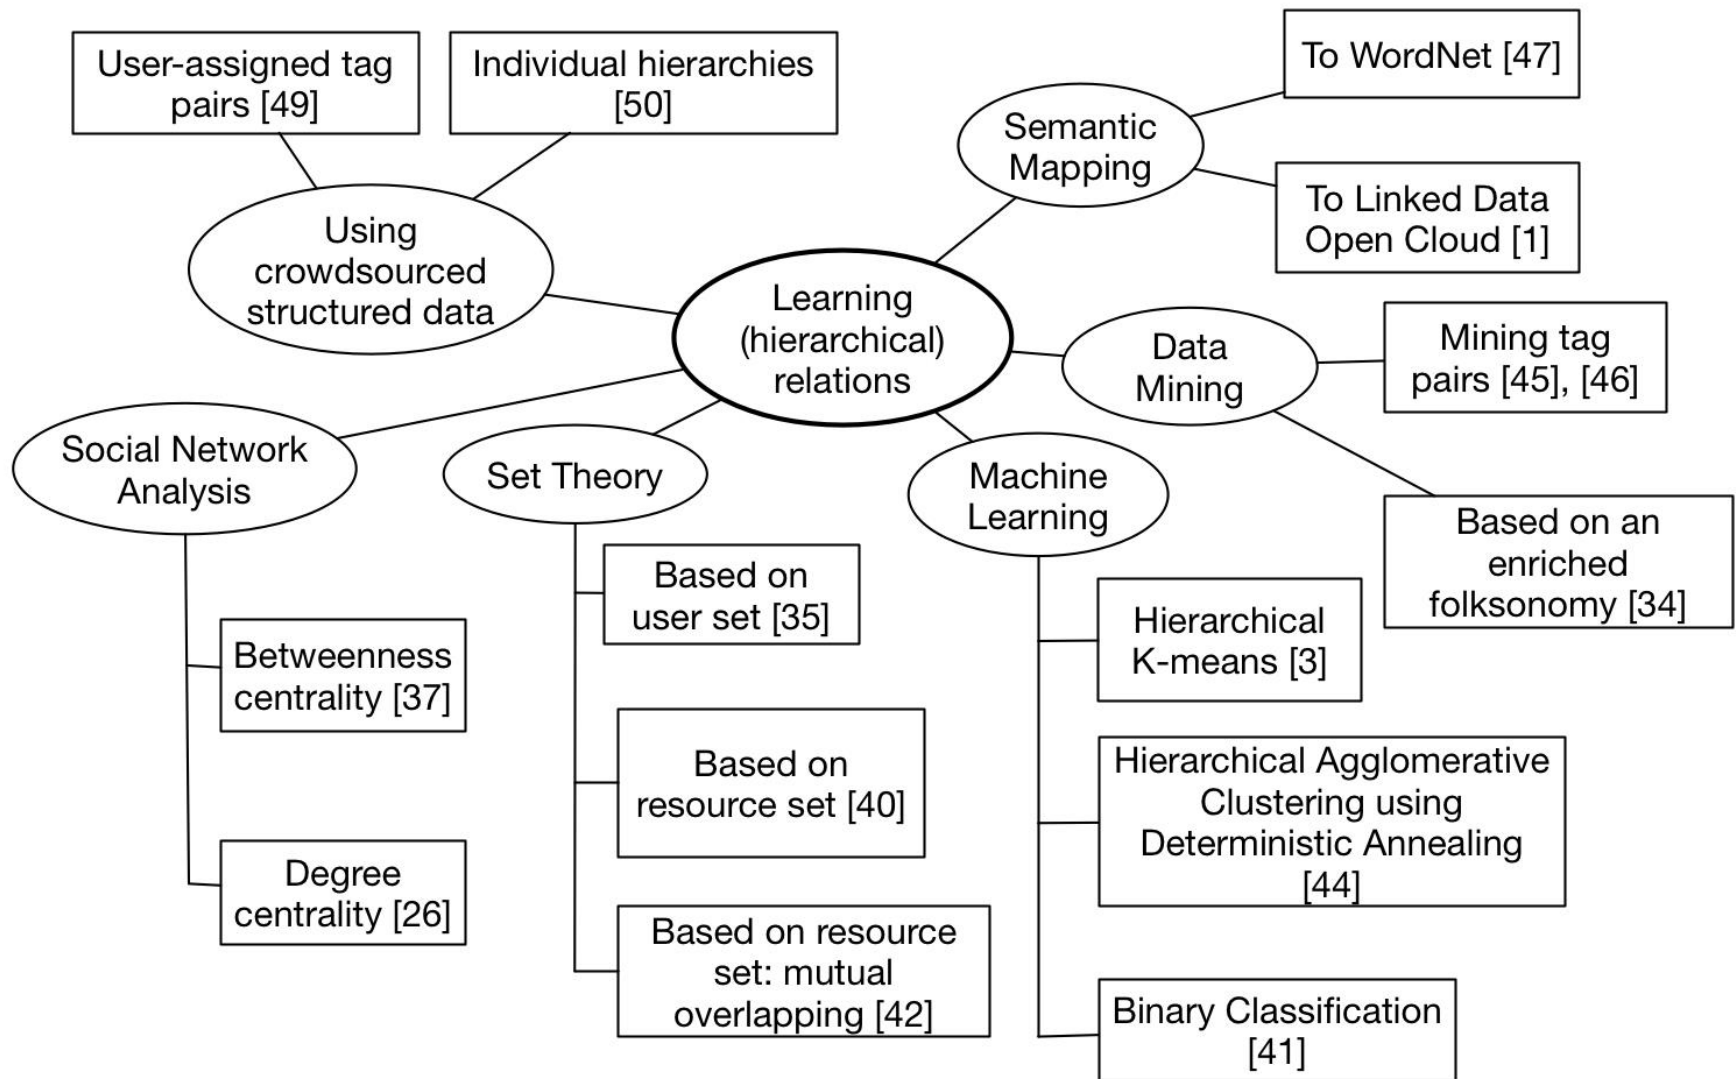 User-assigned tag
pairs [49]
Individual hierarchies
[50]
To WordNet [47]
Semantic
Mapping
To Linked Data
Open Cloud [1]
Using
crowdsourced
structured data
Learning
(hierarchical)
relations
Data
Mining
Mining tag
pairs [45], [46]
Social Network
Analysis
Set Theory
Machine
Learning
Based on an
enriched
folksonomy [34]
Based on
user set [35]
Hierarchical
K-means [3]
Betweenness
centrality [37]
Based on
resource set [40]
Hierarchical Agglomerative
Clustering using
Deterministic Annealing
[44]
Degree
centrality [26]
Based on resource
set: mutual
overlapping [42]
Binary Classification
[41]